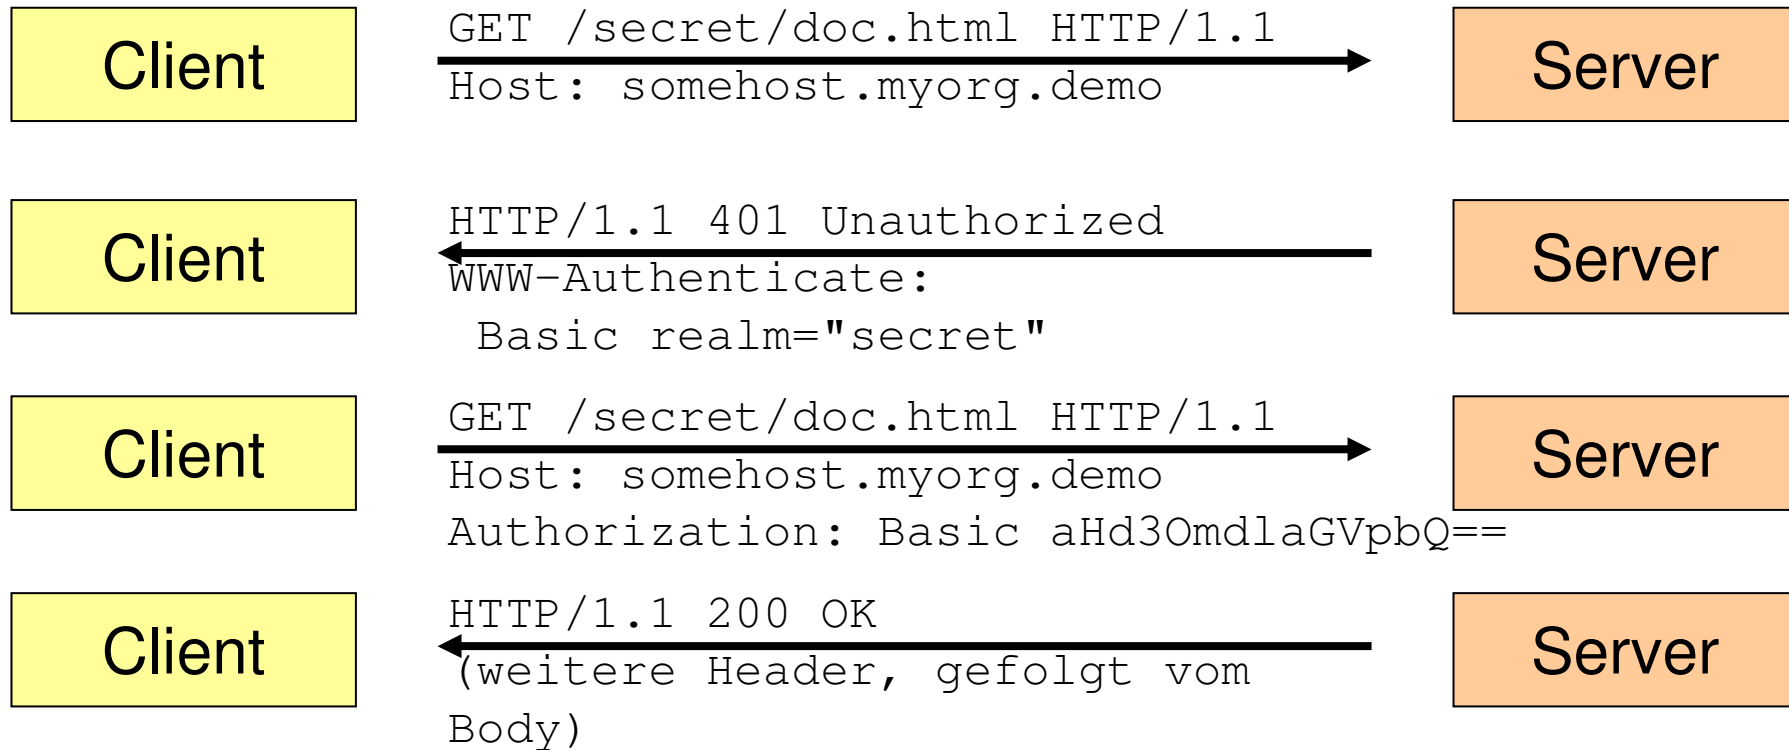 Client
GET /secret/doc.html HTTP/1.1
Host: somehost.myorg.demo
Server
Client
HTTP/1.1 401 Unauthorized
WWW-Authenticate:
Basic realm="secret"
Server
Client
GET /secret/doc.html HTTP/1.1
Host: somehost.myorg.demo
Authorization: Basic aHd3OmdlaGVpbQ==
Server
Client
HTTP/1.1 200 OK
(weitere Header, gefolgt vom
Body)
Server